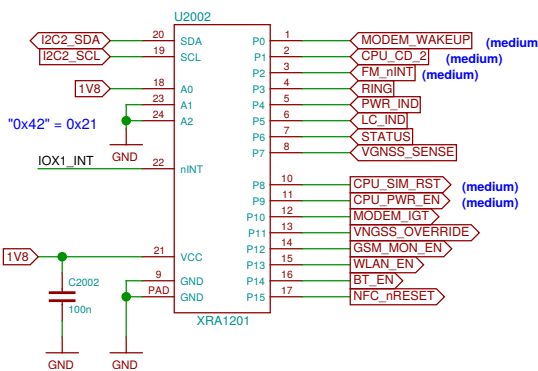 U2002
I2C2_SDA 20 SDA P0 1 MODEM_WAKEUP (medium
I2C2_SCL 19 SCL P1 2 CPU_CD_2 (medium)
P2 3 FM_nINT (medium)
1V8 18 A0 P3 4 RING
23 A1 P4 5 PWR_IND
"0x42" = 0x21 24 A2 P5 6 LC_IND
P6 7 STATUS
GND P7 8 VGNSS_SENSE
IOX1_INT 22 nINT
P8 10 CPU_SIM_RST (medium)
P9 11 CPU_PWR_EN (medium)
P10 12 MODEM_IGT
P11 13 VNGSS_OVERRIDE
1V8 21 VCC P12 14 GSM_MON_EN
P13 15 WLAN_EN
C2002 9 GND P14 16 BT_EN
100n PAD GND P15 17 NFC_nRESET
XRA1201
GND GND